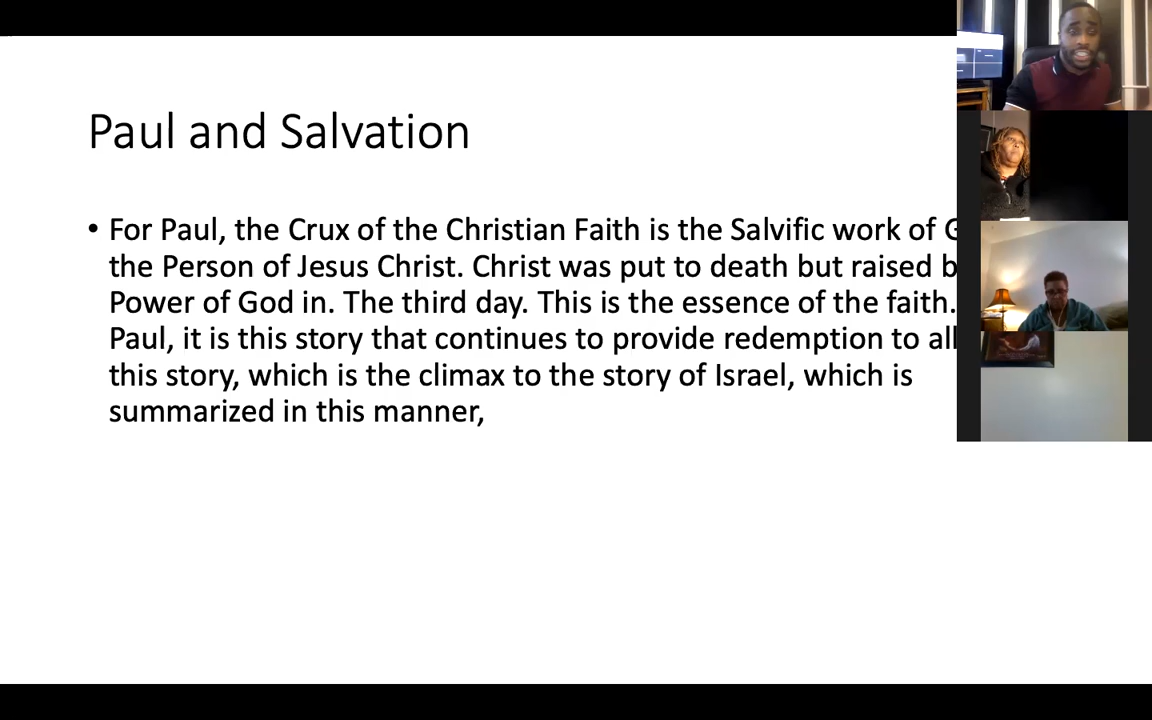 Paul and Salvation
• For Paul, the Crux of the Christian Faith is the Salvific work of
the Person of Jesus Christ. Christ was put to death but raised
Power of God in. The third day. This is the essence of the faith.
Paul, it is this story that continues to provide redemption to all
this story, which is the climax to the story of Israel, which is
summarized in this manner,